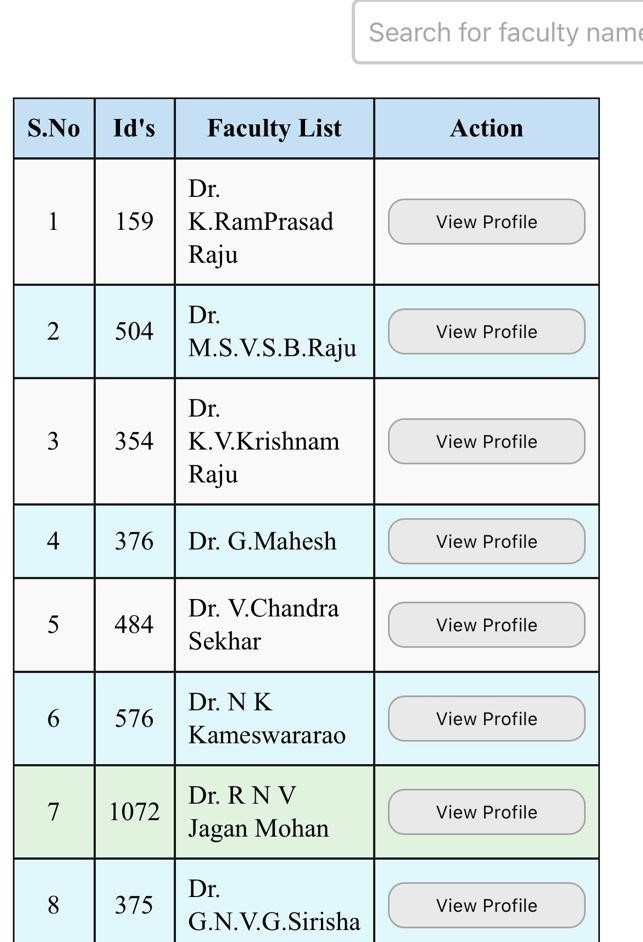 Search for faculty name
S.No Id's Faculty List Action
Dr.
1 159 K.RamPrasad View Profile
Raju
Dr.
2 504 View Profile
M.S.V.S.B.Raju
Dr.
3 354 K.V.Krishnam View Profile
Raju
4 376 Dr. G.Mahesh View Profile
Dr. V.Chandra
5 484 View Profile
Sekhar
Dr. N K
6 576 View Profile
Kameswararao
Dr. R N V
7 1072 View Profile
Jagan Mohan
Dr.
8 375 View Profile
G.N.V.G.Sirisha